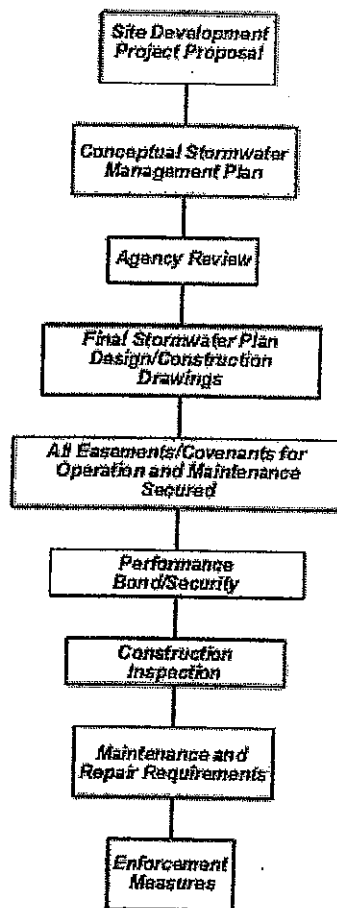 Site Development
Project Proposal
Conceptual Stormwater
Management Plan
Agency Review
Final Stormwater Plan
Design/Construction
Drawings
All Easements/Covenants for
Operation and Maintenance
Secured
Performance
Bond/Security
Construction
Inspection
Maintenance and
Repair Requirements
Enforcement
Measures